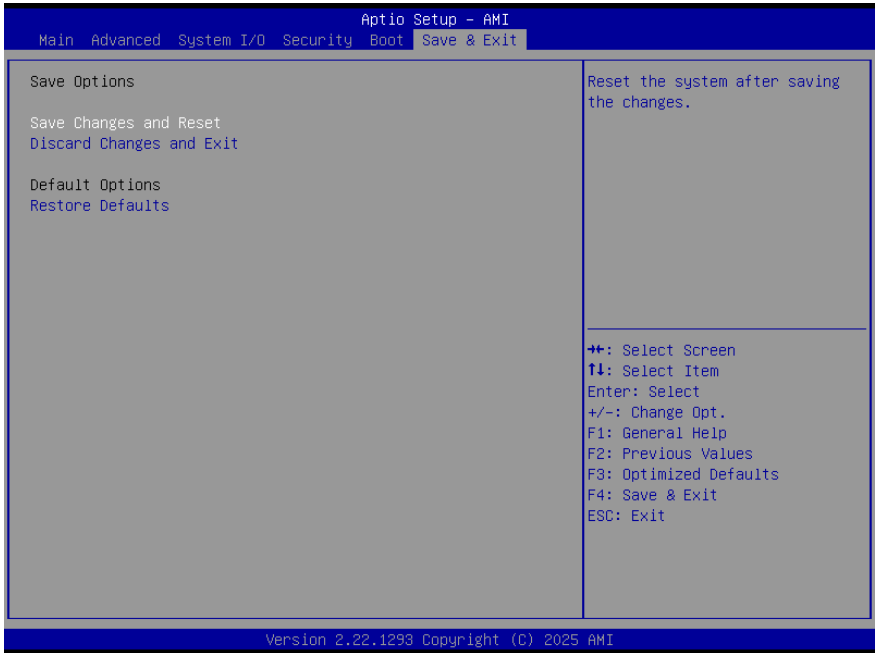 Aptio Setup – AMI
Main Advanced System I/O Security Boot Save & Exit
Save Options
Save Changes and Reset
Discard Changes and Exit
Default Options
Restore Defaults
Reset the system after saving
the changes.
→←: Select Screen
↑↓: Select Item
Enter: Select
+/-: Change Opt.
F1: General Help
F2: Previous Values
F3: Optimized Defaults
F4: Save & Exit
ESC: Exit
Version 2.22.1293 Copyright (C) 2025 AMI